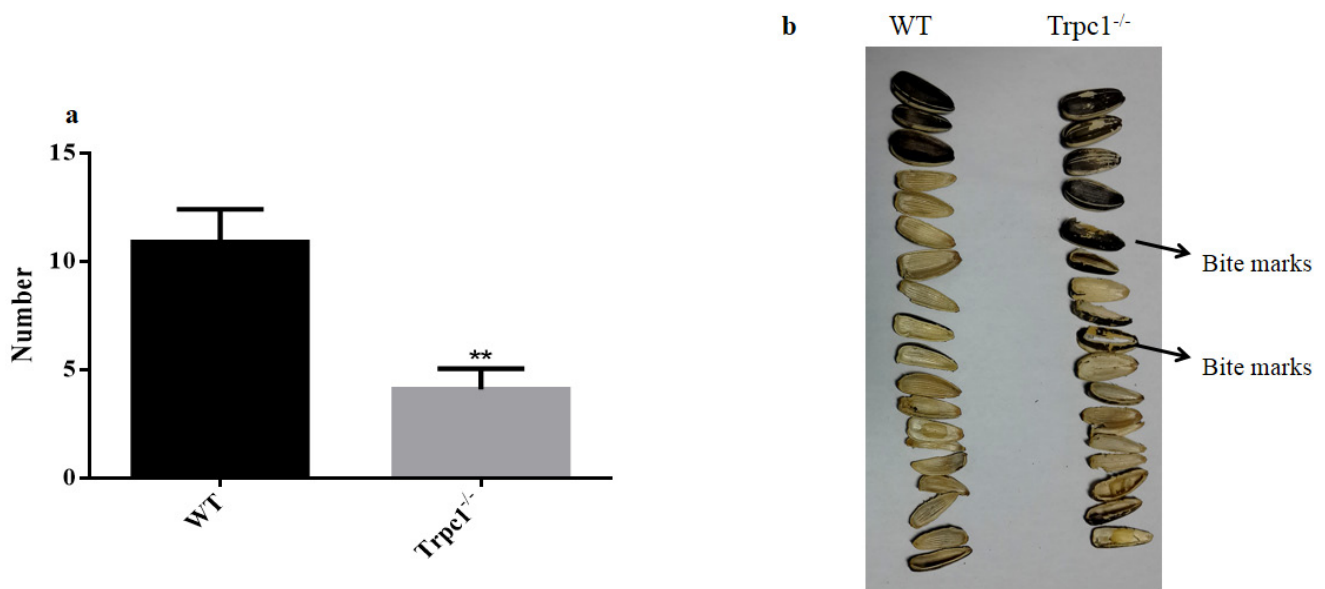 a
15
10
5
0
Number
**
WT
Trpc1-/-
b
WT
Trpc1-/-
Bite marks
Bite marks